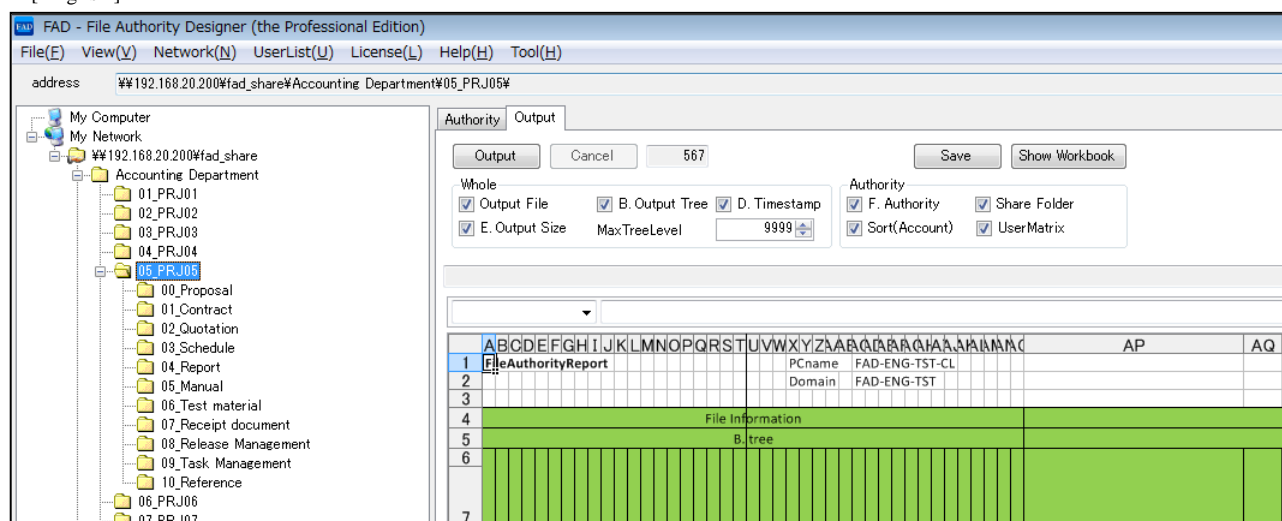 FAD - File Authority Designer (the Professional Edition)
File(F) View(V) Network(N) UserList(U) License(L) Help(H) Tool(H)
address ¥¥192.168.20.200¥fad_share¥Accounting Department¥05_PRJ05¥
My Computer
My Network
¥¥192.168.20.200¥fad_share
Accounting Department
01_PRJ01
02_PRJ02
03_PRJ03
04_PRJ04
05_PRJ05
00_Proposal
01_Contract
02_Quotation
03_Schedule
04_Report
05_Manual
06_Test material
07_Receipt document
08_Release Management
09_Task Management
10_Reference
06_PRJ06
07_PRJ07
Authority Output
Output Cancel 567 Save Show Workbook
Whole
Output File B. Output Tree D. Timestamp
E. Output Size MaxTreeLevel 9999
Authority
F. Authority Share Folder
Sort(Account) UserMatrix
A B C D E F G H I J K L M N O P Q R S T U V W X Y Z AP AQ
1 FileAuthorityReport PCname FAD-ENG-TST-CL
2 Domain FAD-ENG-TST
3
4 File Information
5 B. tree
6
7